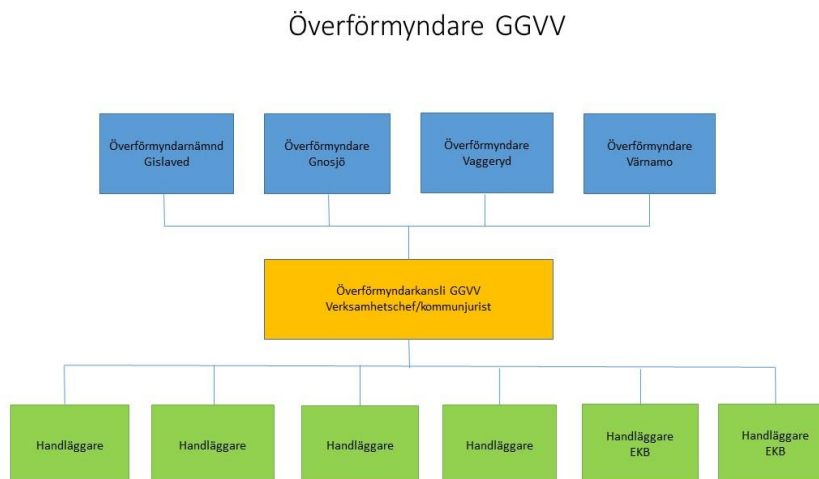 Överförmyndare GGVV
Överförmyndarnämnd
Gislaved
Överförmyndare
Gnosjö
Överförmyndare
Vaggeryd
Överförmyndare
Värnamo
Överförmyndarkansli GGVV
Verksamhetschef/kommunjurist
Handläggare
Handläggare
Handläggare
Handläggare
Handläggare
EKB
Handläggare
EKB